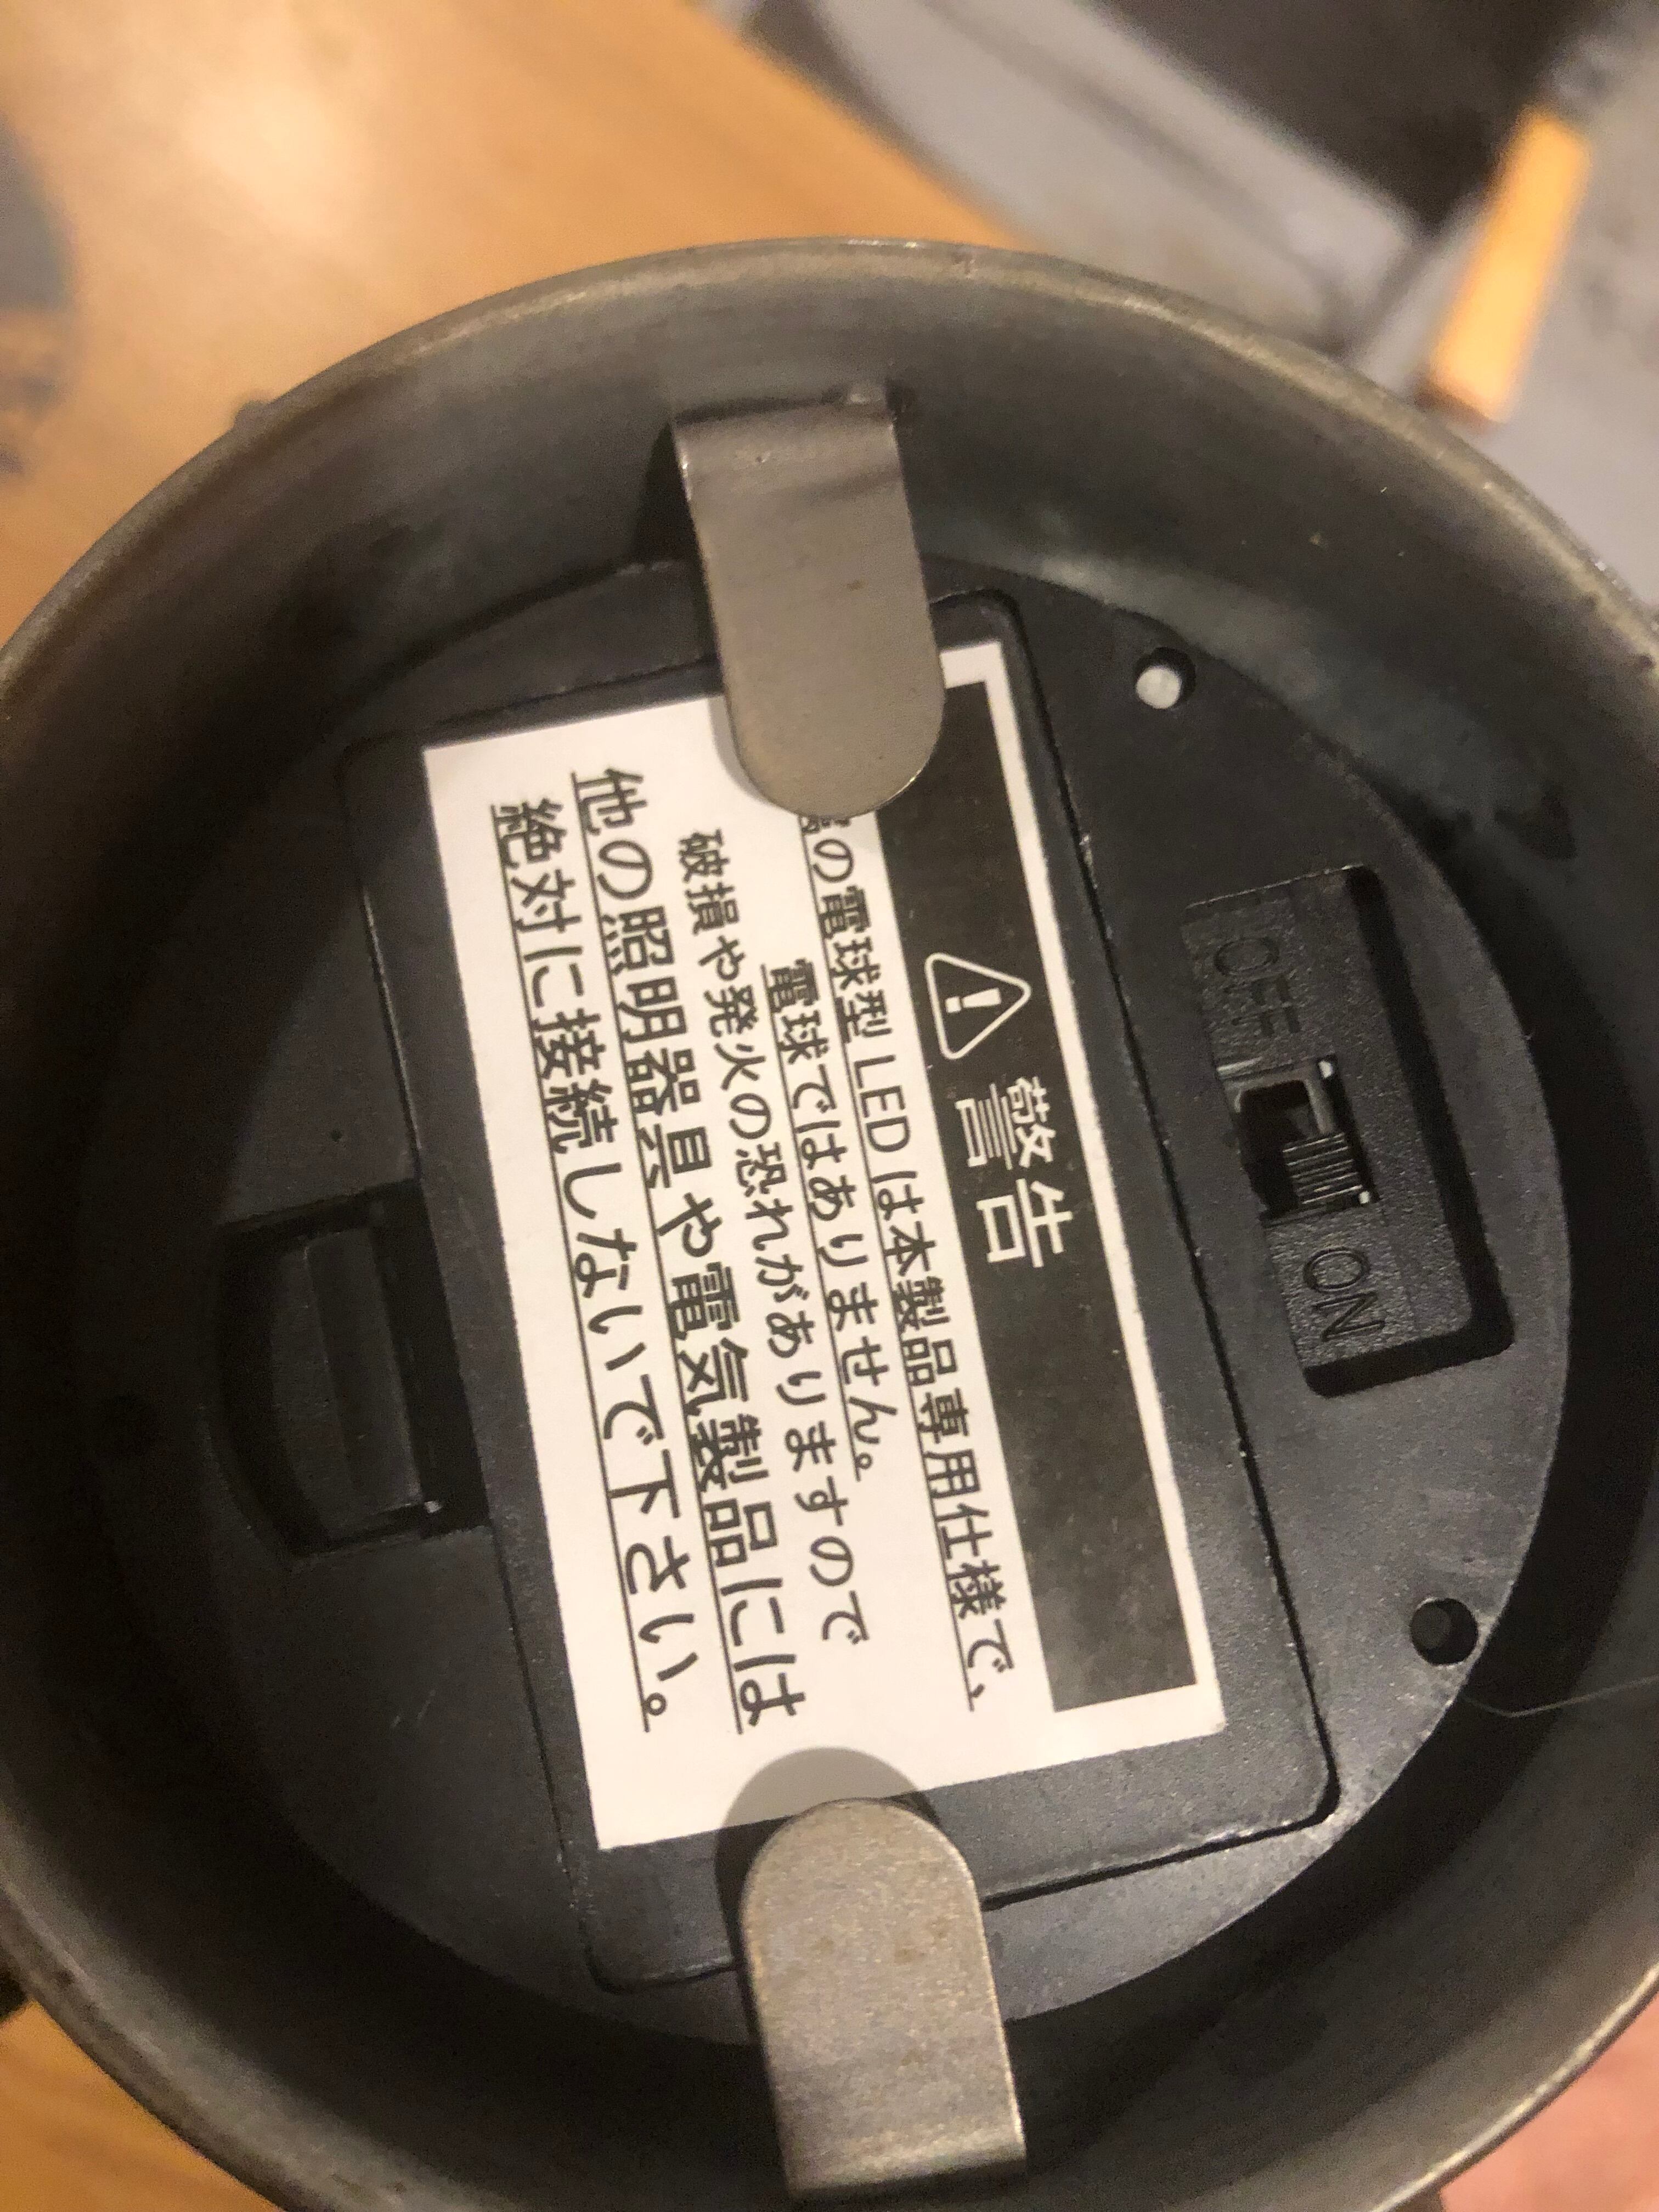 警告
の電球型LEDは本製品専用仕様で、
電球ではありません。
破損や発火の恐れがありますので
他の照明器具や電気製品には
絶対に接続しないで下さい。
OFF
ON